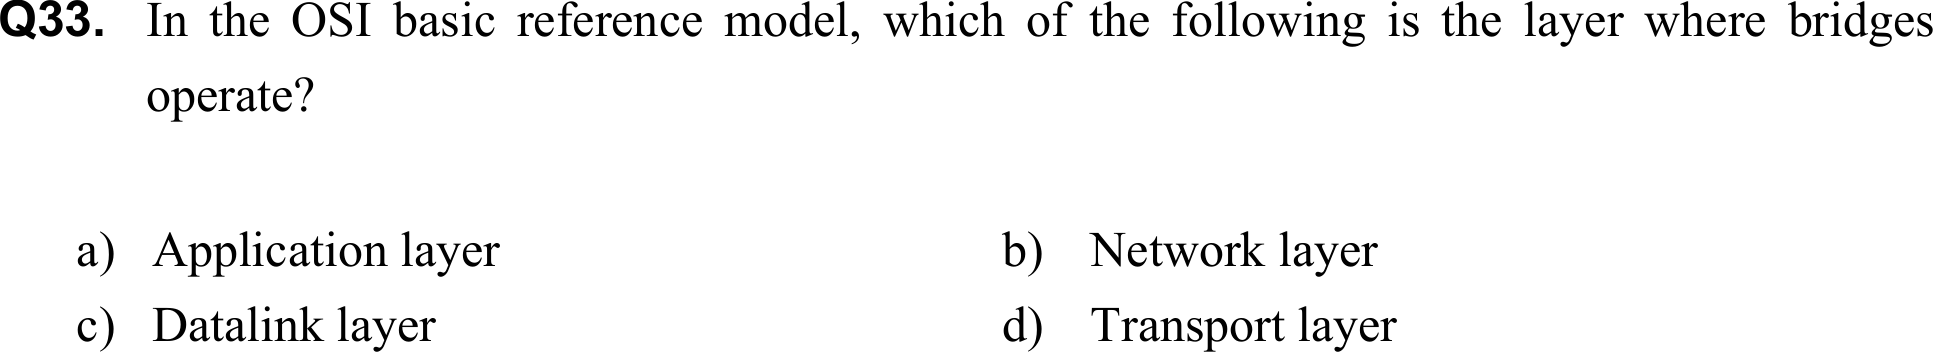 Q33. In the OSI basic reference model, which of the following is the layer where bridges
operate?
a) Application layer b) Network layer
c) Datalink layer d) Transport layer